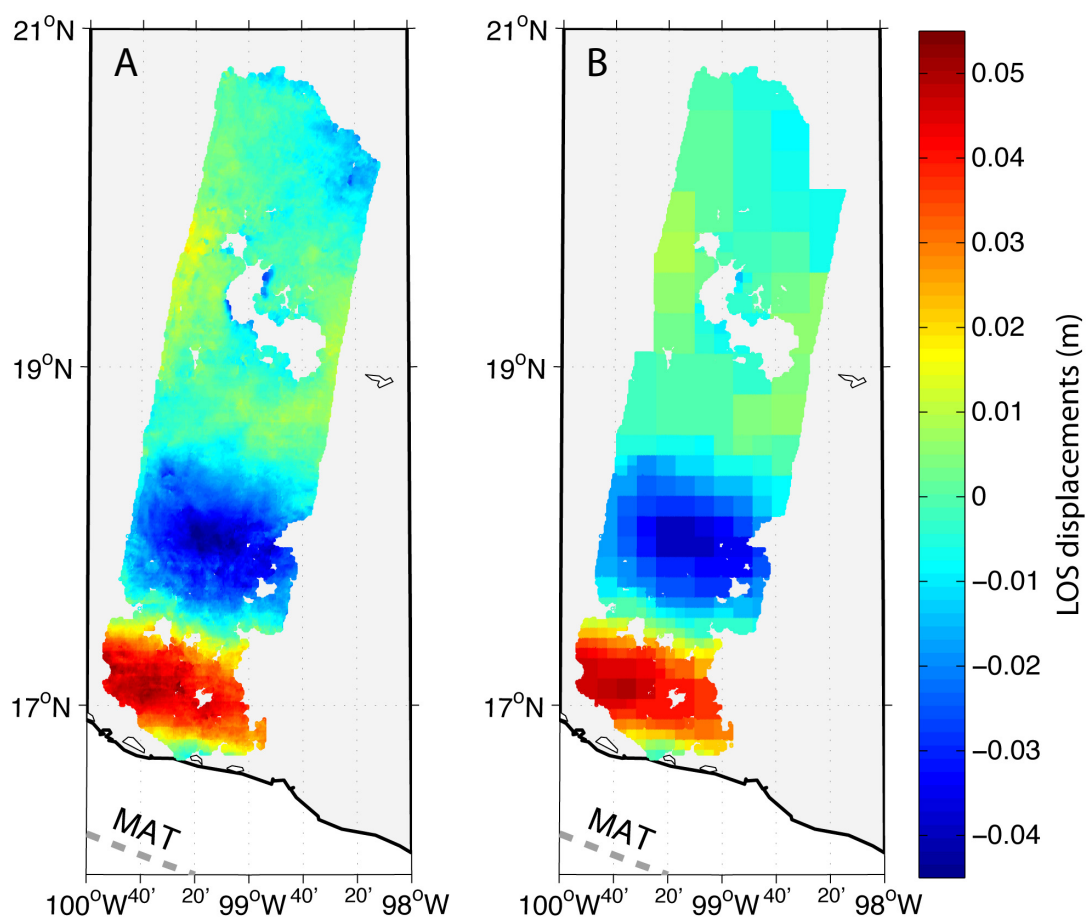 A
B
21°N
19°N
17°N
21°N
19°N
17°N
MAT
MAT
100°W 40' 20' 99°W 40' 20' 98°W
100°W 40' 20' 99°W 40' 20' 98°W
0.05
0.04
0.03
0.02
0.01
0
−0.01
−0.02
−0.03
−0.04
LOS displacements (m)